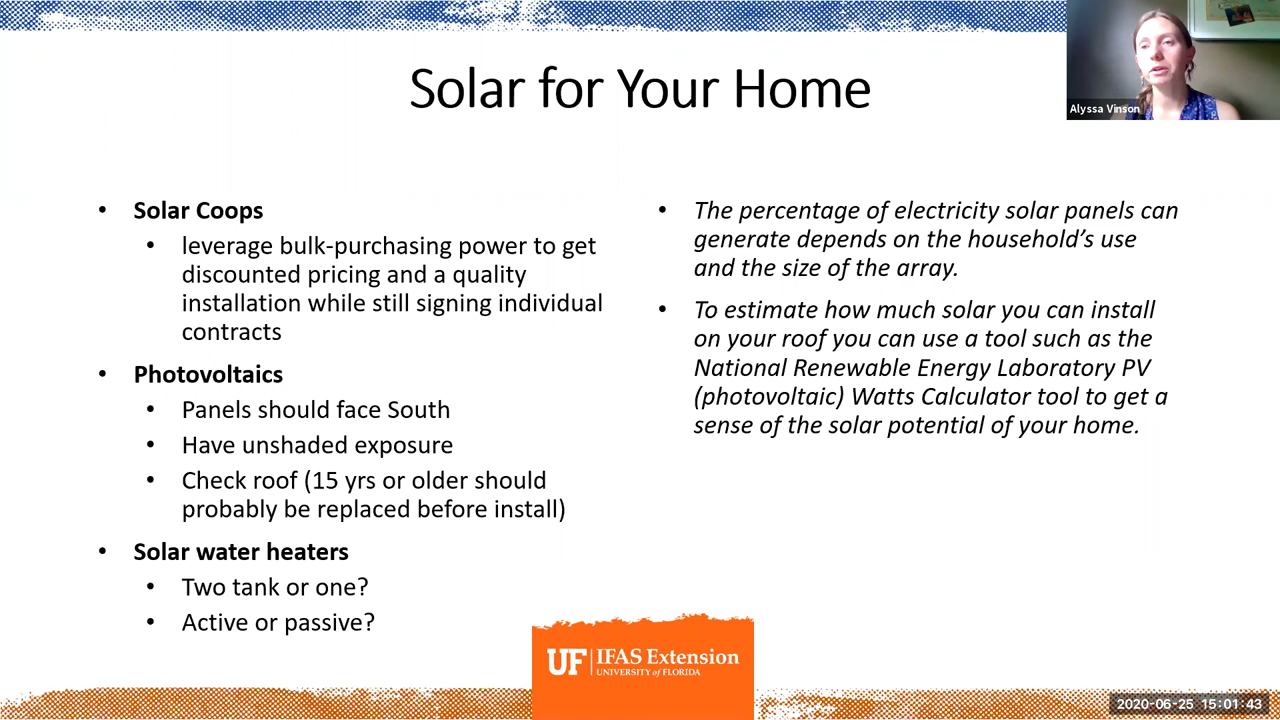 Solar for Your Home
Alyssa Vinson
• Solar Coops
• leverage bulk-purchasing power to get
discounted pricing and a quality
installation while still signing individual
contracts
• Photovoltaics
• Panels should face South
• Have unshaded exposure
• Check roof (15 yrs or older should
probably be replaced before install)
• Solar water heaters
• Two tank or one?
• Active or passive?
• The percentage of electricity solar panels can
generate depends on the household’s use
and the size of the array.
• To estimate how much solar you can install
on your roof you can use a tool such as the
National Renewable Energy Laboratory PV
(photovoltaic) Watts Calculator tool to get a
sense of the solar potential of your home.
UF IFAS Extension
UNIVERSITY of FLORIDA
2020-06-25 15:01:43